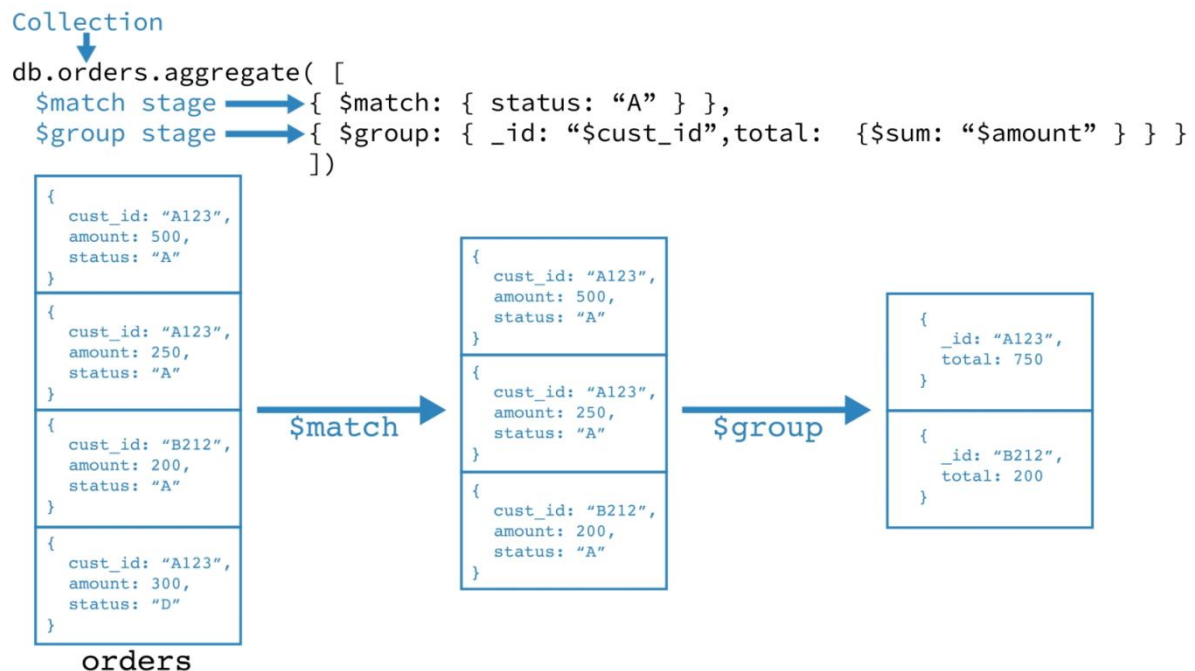 Collection
db.orders.aggregate( [
$match stage { $match: { status: “A” } },
$group stage { $group: { _id: “$cust_id”,total: {$sum: “$amount” } } }
])
{
cust_id: “A123”,
amount: 500,
status: “A”
}
{
cust_id: “A123”,
amount: 250,
status: “A”
}
{
cust_id: “B212”,
amount: 200,
status: “A”
}
{
cust_id: “A123”,
amount: 300,
status: “D”
}
orders
$match
{
cust_id: “A123”,
amount: 500,
status: “A”
}
{
cust_id: “A123”,
amount: 250,
status: “A”
}
{
cust_id: “B212”,
amount: 200,
status: “A”
}
$group
{
_id: “A123”,
total: 750
}
{
_id: “B212”,
total: 200
}